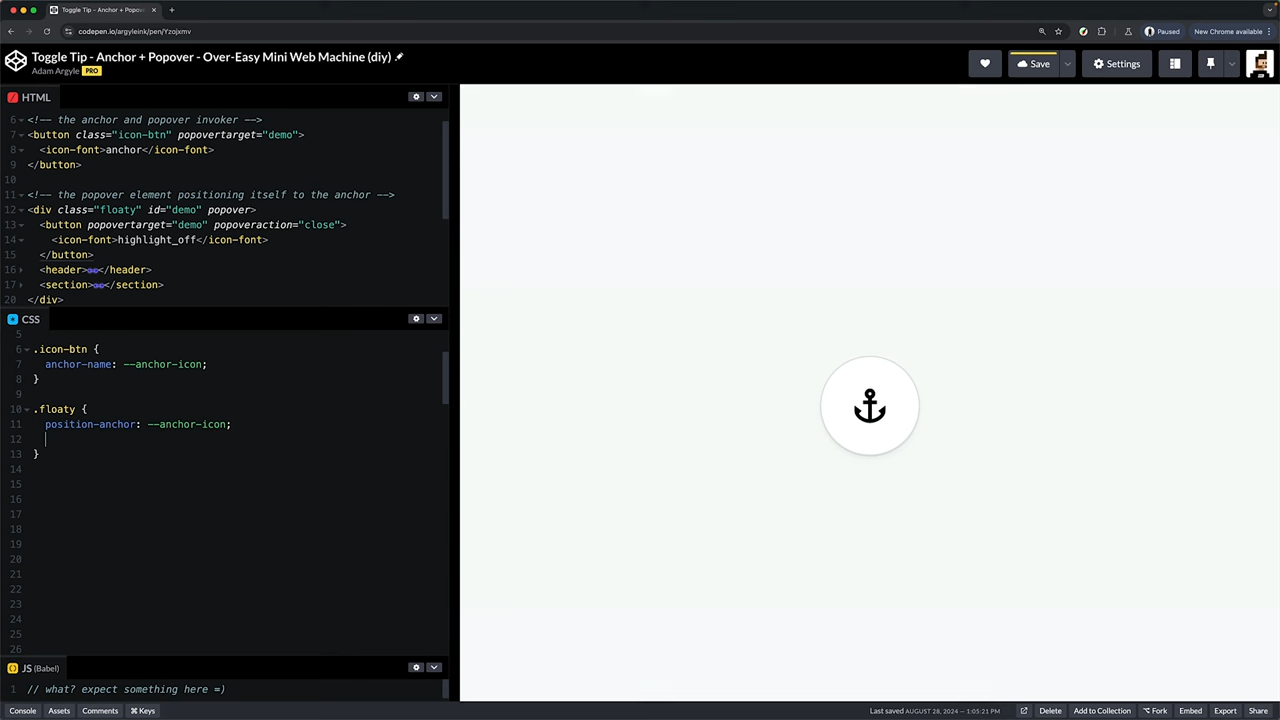 Toggle Tip - Anchor + Popov
codepen.io/argyleink/pen/Yzojxmv
Paused
New Chrome available
Toggle Tip - Anchor + Popover - Over-Easy Mini Web Machine (diy)
Adam Argyle PRO
Save
Settings
HTML
6 <!-- the anchor and popover invoker -->
7 <button class="icon-btn" popovertarget="demo">
8 <icon-font>anchor</icon-font>
9 </button>
10
11 <!-- the popover element positioning itself to the anchor -->
12 <div class="floaty" id="demo" popover>
13 <button popovertarget="demo" popoveraction="close">
14 <icon-font>highlight_off</icon-font>
15 </button>
16 <header></header>
17 <section></section>
20 </div>
CSS
5
6 .icon-btn {
7 anchor-name: --anchor-icon;
8 }
9
10 .floaty {
11 position-anchor: --anchor-icon;
12
13 }
14
15
16
17
18
19
20
21
22
23
24
25
26
JS (Babel)
1 // what? expect something here =)
Console
Assets
Comments
⌘ Keys
Last saved AUGUST 28, 2024 — 1:05:21 PM
Delete
Add to Collection
Fork
Embed
Export
Share